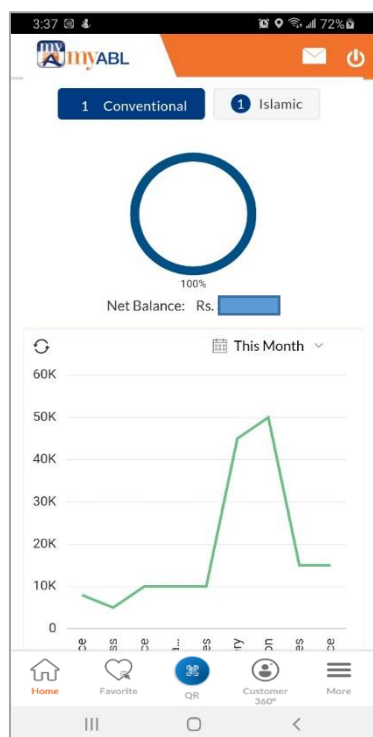 3:37 72%
my myABL
1 Conventional 1 Islamic
100%
Net Balance: Rs.
This Month
60K
50K
40K
30K
20K
10K
0
Home Favorite QR Customer 360° More